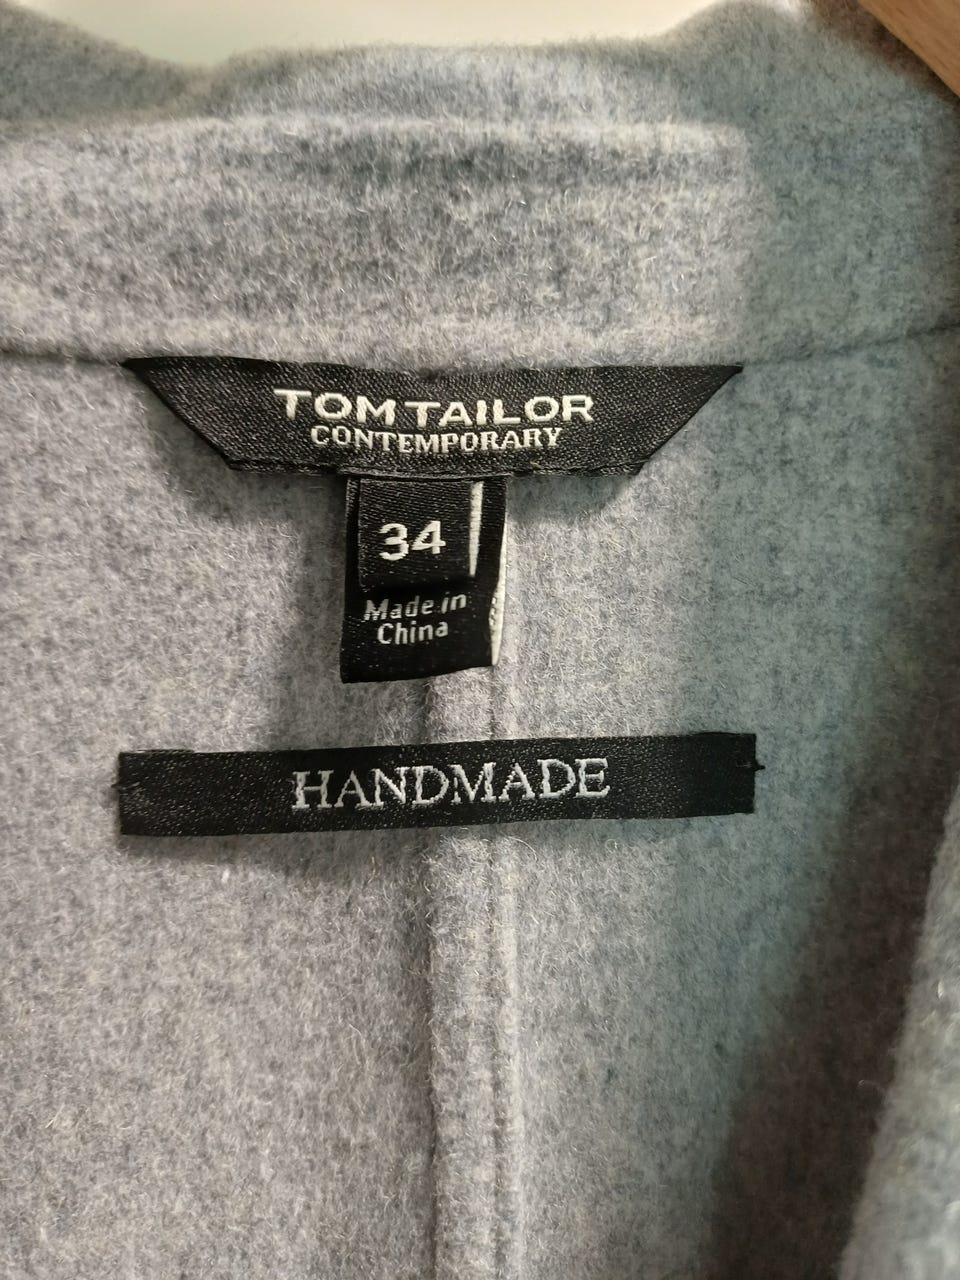 TOM TAILOR
CONTEMPORARY
34
Made in
China
HANDMADE